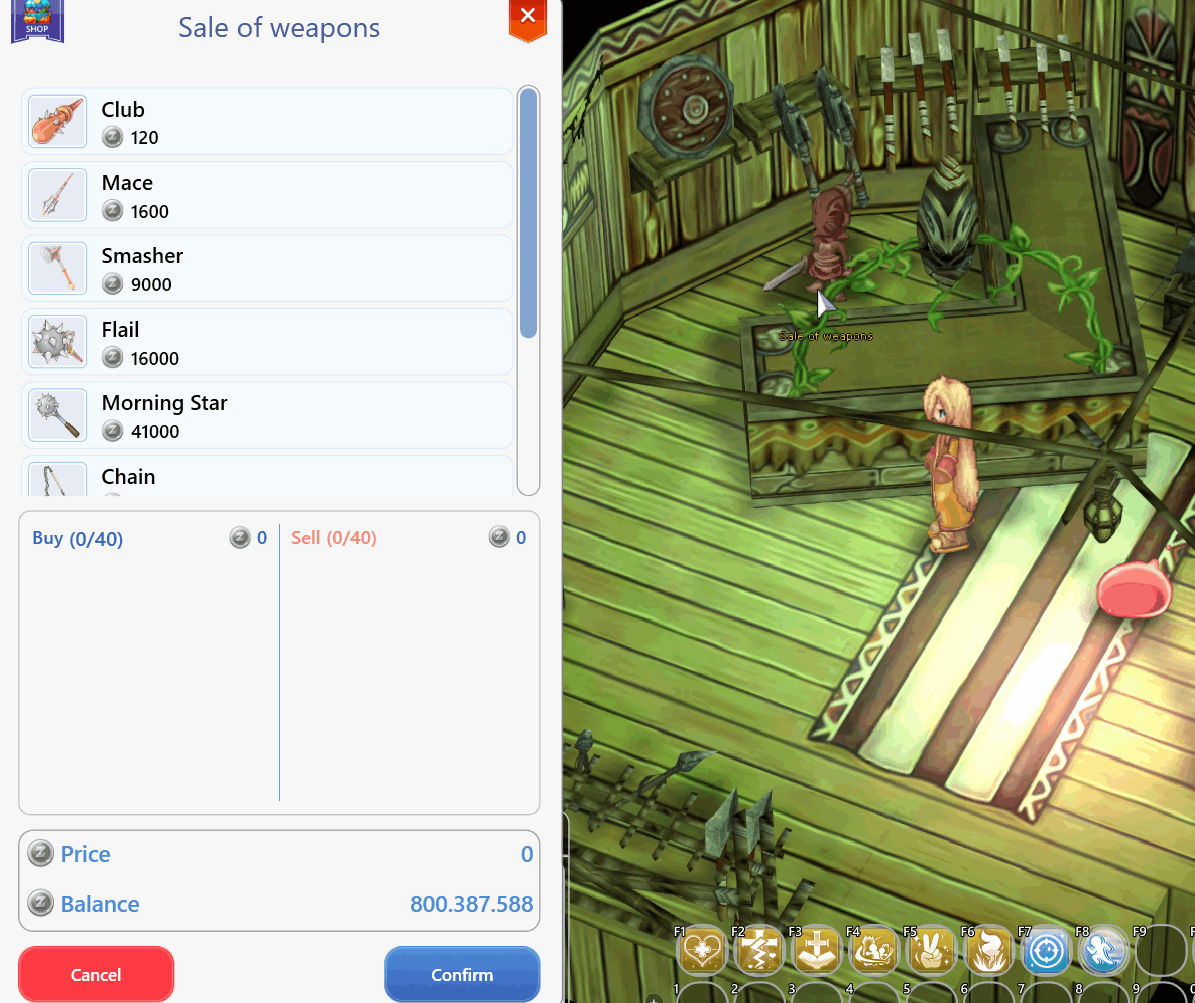 SHOP
Sale of weapons
Club
120
Mace
1600
Smasher
9000
Flail
16000
Morning Star
41000
Chain
Buy (0/40)
0
Sell (0/40)
0
Price
0
Balance
800.387.588
Cancel
Confirm
Sale of weapons
F1 F2 F3 F4 F5 F6 F7 F8 F9
1 2 3 4 5 6 7 8 9